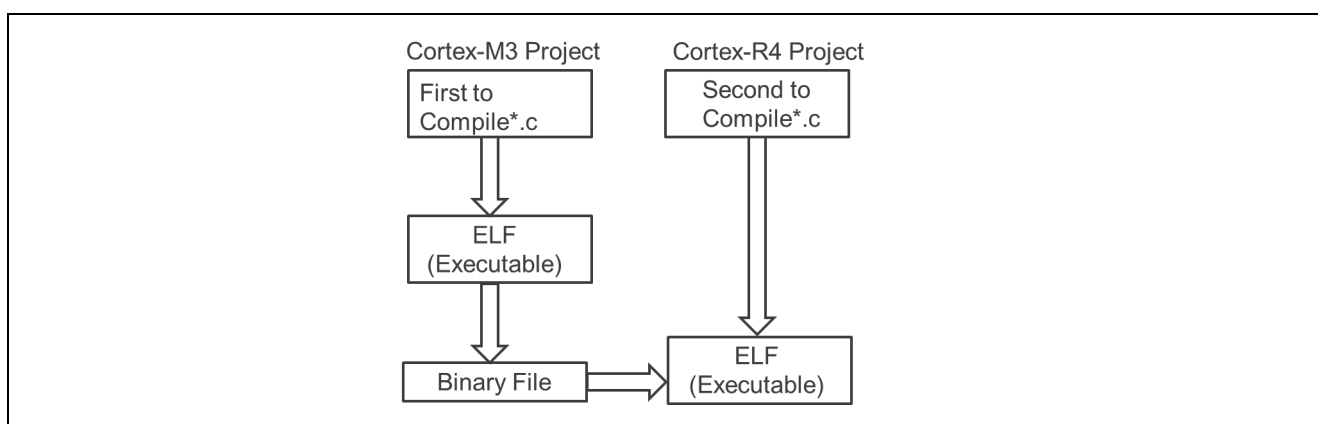 Cortex-M3 Project
Cortex-R4 Project
First to
Compile*.c
Second to
Compile*.c
ELF
(Executable)
Binary File
ELF
(Executable)